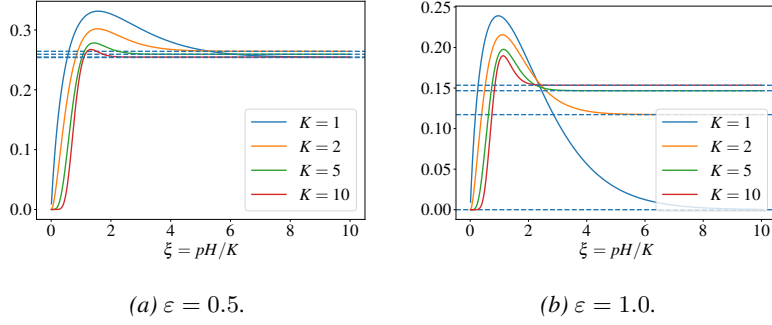 0.3
0.2
0.1
0.0
K = 1
K = 2
K = 5
K = 10
0 2 4 6 8 10
ξ = pH/K
(a) ε = 0.5.
0.25
0.20
0.15
0.10
0.05
0.00
K = 1
K = 2
K = 5
K = 10
0 2 4 6 8 10
ξ = pH/K
(b) ε = 1.0.